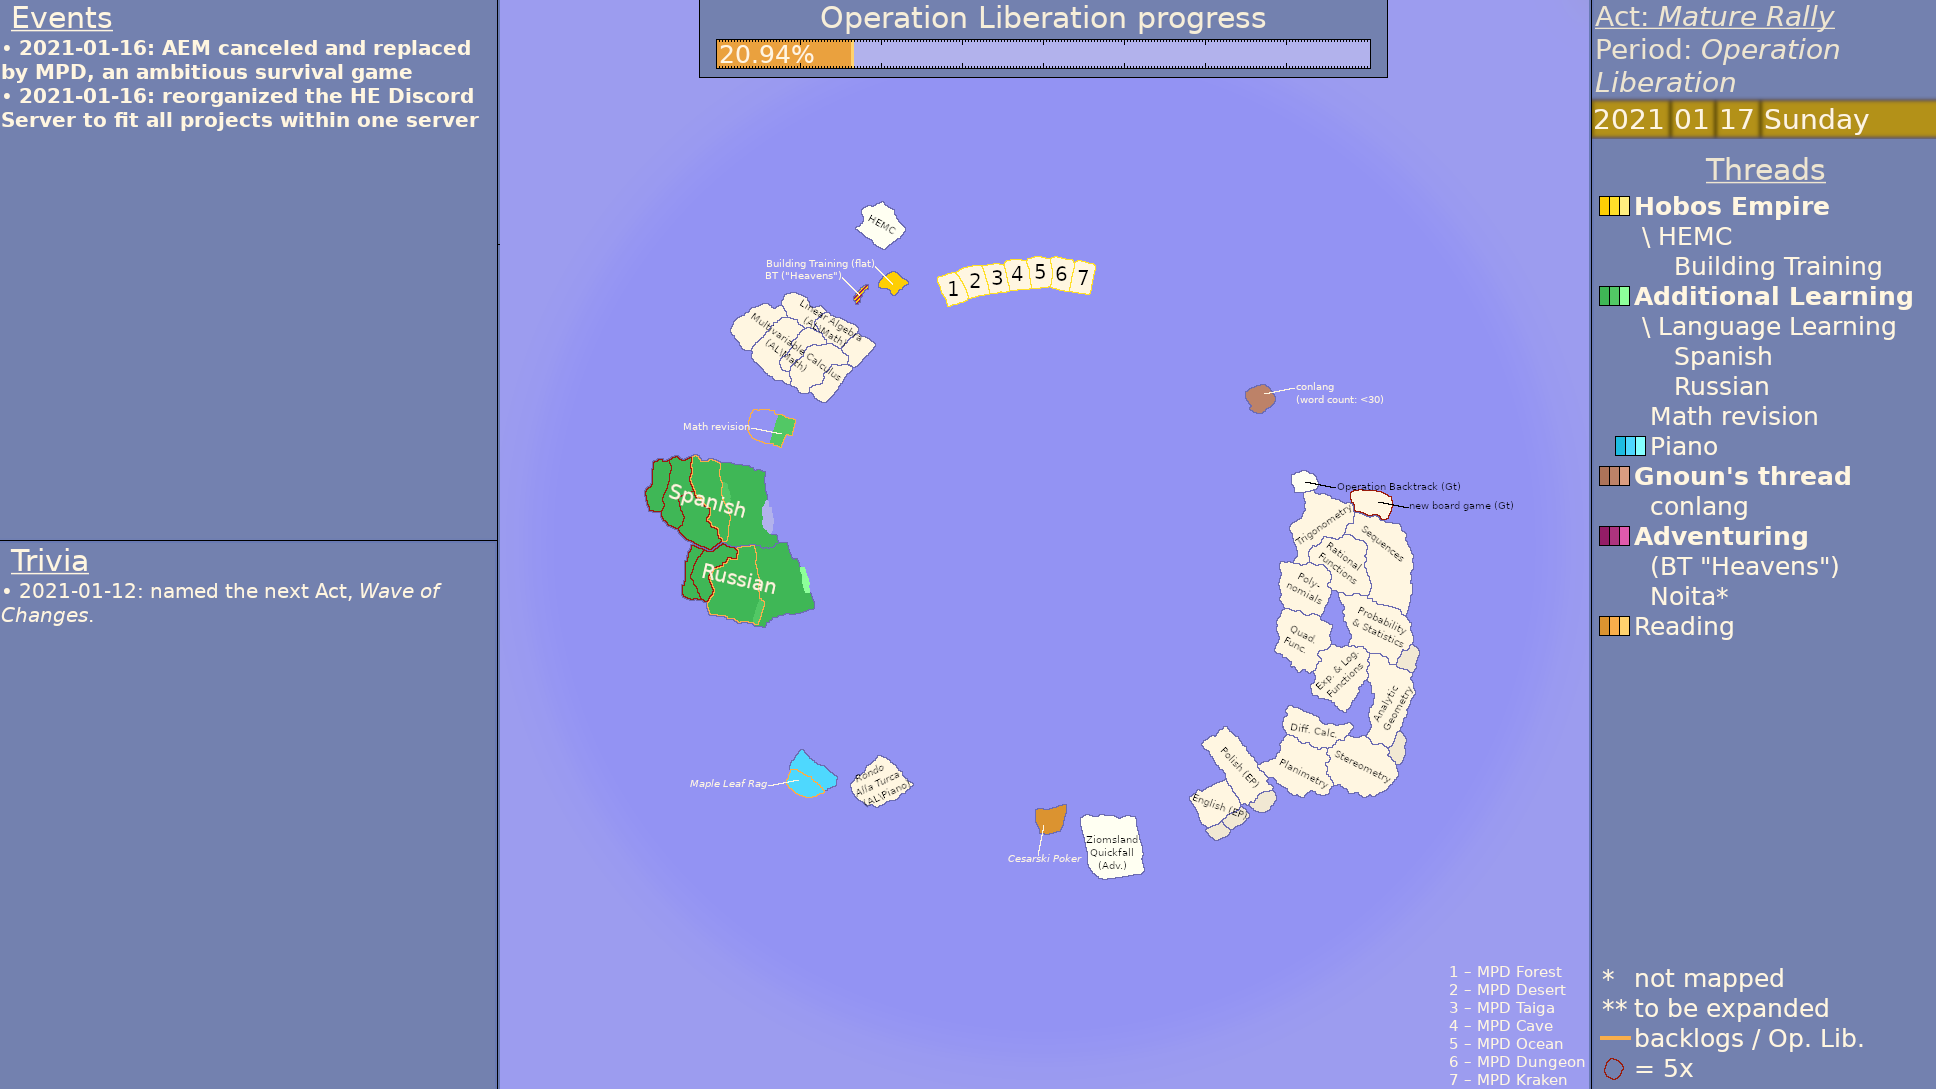 Events
• 2021-01-16: AEM canceled and replaced
by MPD, an ambitious survival game
• 2021-01-16: reorganized the HE Discord
Server to fit all projects within one server
Trivia
• 2021-01-12: named the next Act, Wave of
Changes.
Operation Liberation progress
20.94%
HEMC
Building Training (flat)
BT ("Heavens")
1 2 3 4 5 6 7
Linear Algebra
(AL\Math)
Multivariable Calculus
(AL\Math)
Math revision
Spanish
Russian
conlang
(word count: <30)
Operation Backtrack (Gt)
new board game (Gt)
Trigonometry
Sequences
Rational
Functions
Poly-
nomials
Probability
& Statistics
Quad.
Func.
Exp. & Log.
Functions
Analytic
Geometry
Diff. Calc.
Planimetry
Stereometry
Polish (EP)
English (EP)
Maple Leaf Rag
Rondo
Alla Turca
(AL\Piano)
Cesarski Poker
Ziomsland
Quickfall
(Adv.)
1 – MPD Forest
2 – MPD Desert
3 – MPD Taiga
4 – MPD Cave
5 – MPD Ocean
6 – MPD Dungeon
7 – MPD Kraken
Act: Mature Rally
Period: Operation
Liberation
2021 01 17 Sunday
Threads
Hobos Empire
\ HEMC
Building Training
Additional Learning
\ Language Learning
Spanish
Russian
Math revision
Piano
Gnoun's thread
conlang
Adventuring
(BT "Heavens")
Noita*
Reading
* not mapped
** to be expanded
backlogs / Op. Lib.
= 5x